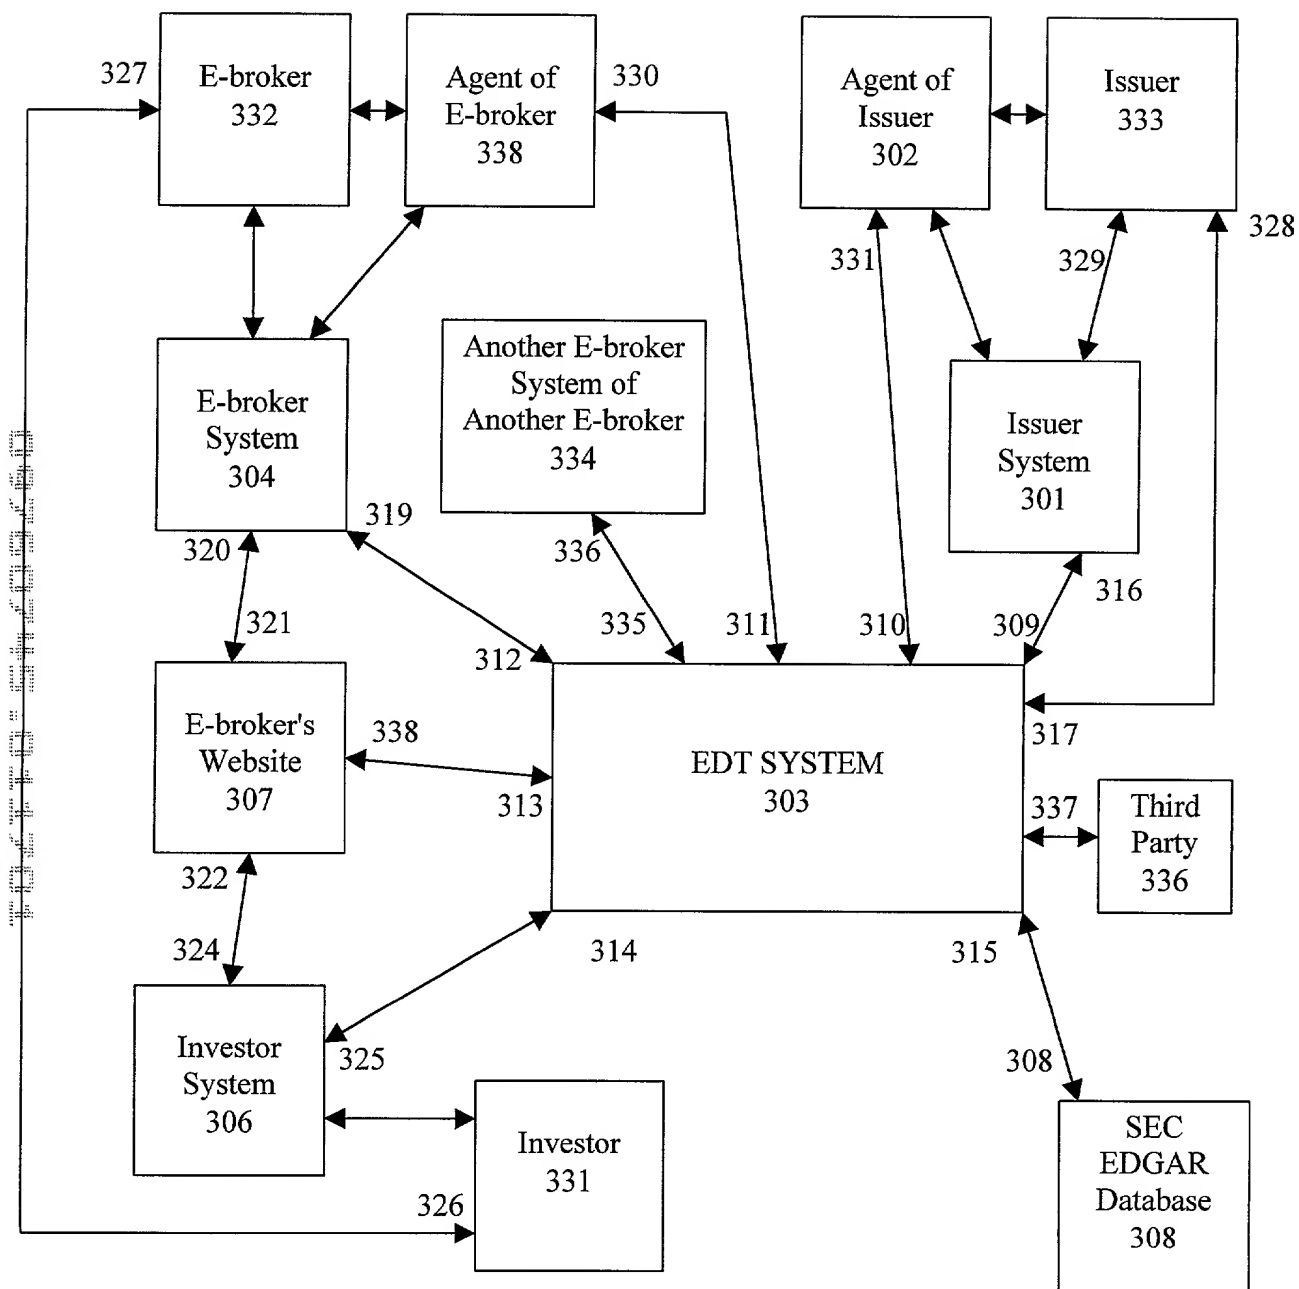 327
E-broker
332
Agent of
E-broker
338
330
Agent of
Issuer
302
Issuer
333
328
331
329
E-broker
System
304
Another E-broker
System of
Another E-broker
334
Issuer
System
301
319
320
336
316
321
335
311
310
309
312
E-broker's
Website
307
338
313
EDT SYSTEM
303
317
337
Third
Party
336
322
324
314
315
Investor
System
306
325
308
326
Investor
331
SEC
EDGAR
Database
308